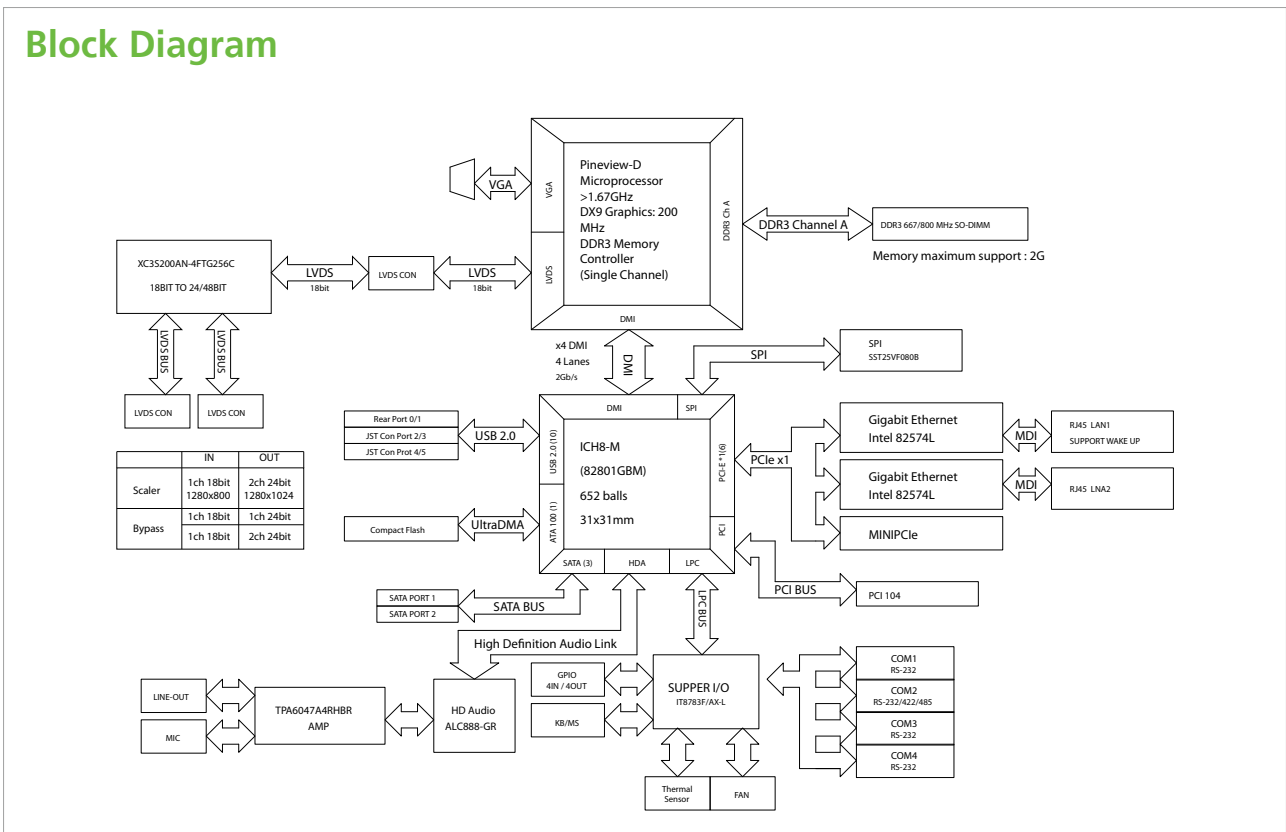 Block Diagram
Pineview-D
Microprocessor
>1.67GHz
DX9 Graphics: 200
MHz
DDR3 Memory
Controller
(Single Channel)
VGA
VGA
LVDS
DMI
DDR3 Ch A
DDR3 Channel A
DDR3 667/800 MHz SO-DIMM
Memory maximum support : 2G
XC3S200AN-4FTG256C
18BIT TO 24/48BIT
LVDS
18bit
LVDS CON
LVDS
18bit
LVDS BUS
LVDS BUS
LVDS CON
LVDS CON
x4 DMI
4 Lanes
2Gb/s
DMI
SPI
SPI
SST25VF080B
IN
OUT
Scaler
1ch 18bit
1280x800
2ch 24bit
1280x1024
Bypass
1ch 18bit
1ch 24bit
1ch 18bit
2ch 24bit
Rear Port 0/1
JST Con Port 2/3
JST Con Prot 4/5
USB 2.0
Compact Flash
UltraDMA
DMI
SPI
USB 2.0 (10)
ATA 100 (1)
ICH8-M
(82801GBM)
652 balls
31x31mm
PCI-E *1(6)
PCI
SATA (3)
HDA
LPC
PCIe x1
Gigabit Ethernet
Intel 82574L
MDI
RJ45 LAN1
SUPPORT WAKE UP
Gigabit Ethernet
Intel 82574L
MDI
RJ45 LNA2
MINIPCIe
PCI BUS
PCI 104
SATA PORT 1
SATA PORT 2
SATA BUS
LPC BUS
High Definition Audio Link
LINE-OUT
MIC
TPA6047A4RHBR
AMP
HD Audio
ALC888-GR
GPIO
4IN / 4OUT
KB/MS
SUPPER I/O
IT8783F/AX-L
Thermal
Sensor
FAN
COM1
RS-232
COM2
RS-232/422/485
COM3
RS-232
COM4
RS-232